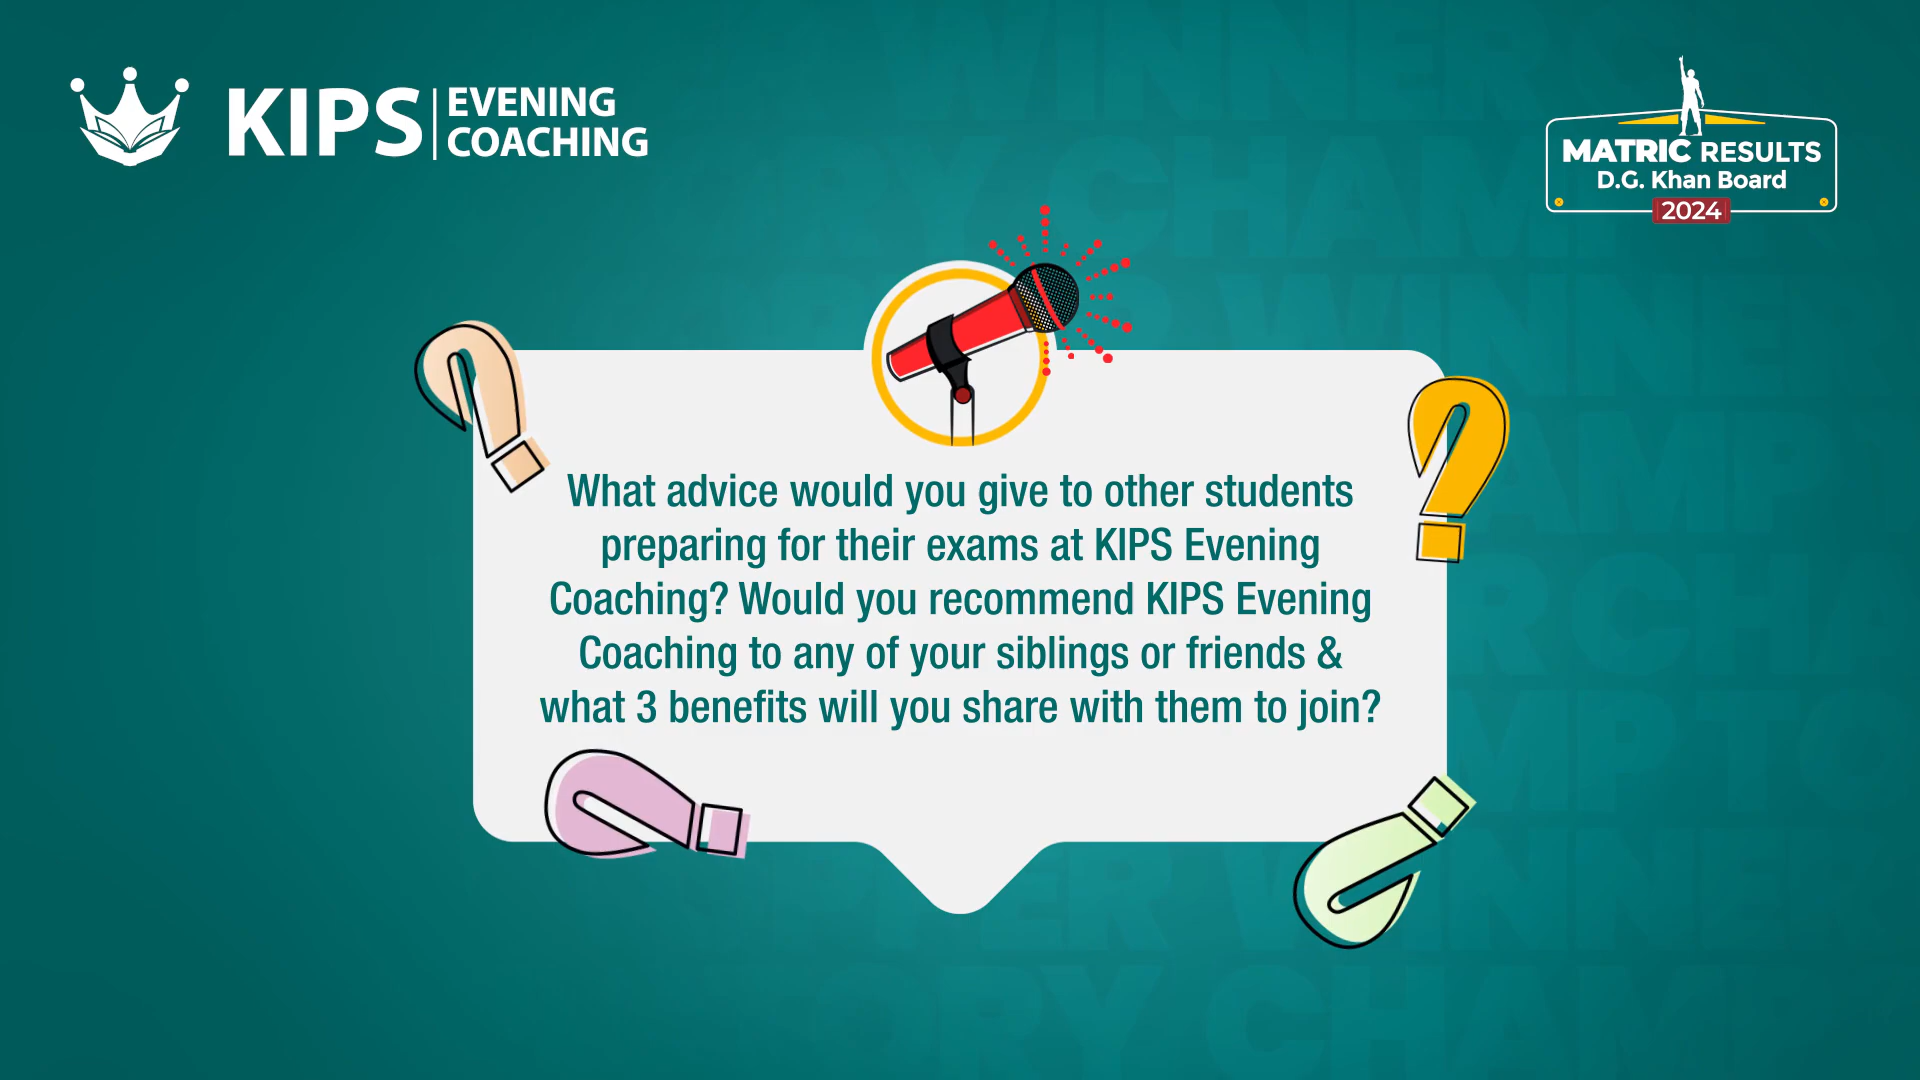 KIPS EVENING COACHING
MATRIC RESULTS
D.G. Khan Board
2024
What advice would you give to other students
preparing for their exams at KIPS Evening
Coaching? Would you recommend KIPS Evening
Coaching to any of your siblings or friends &
what 3 benefits will you share with them to join?